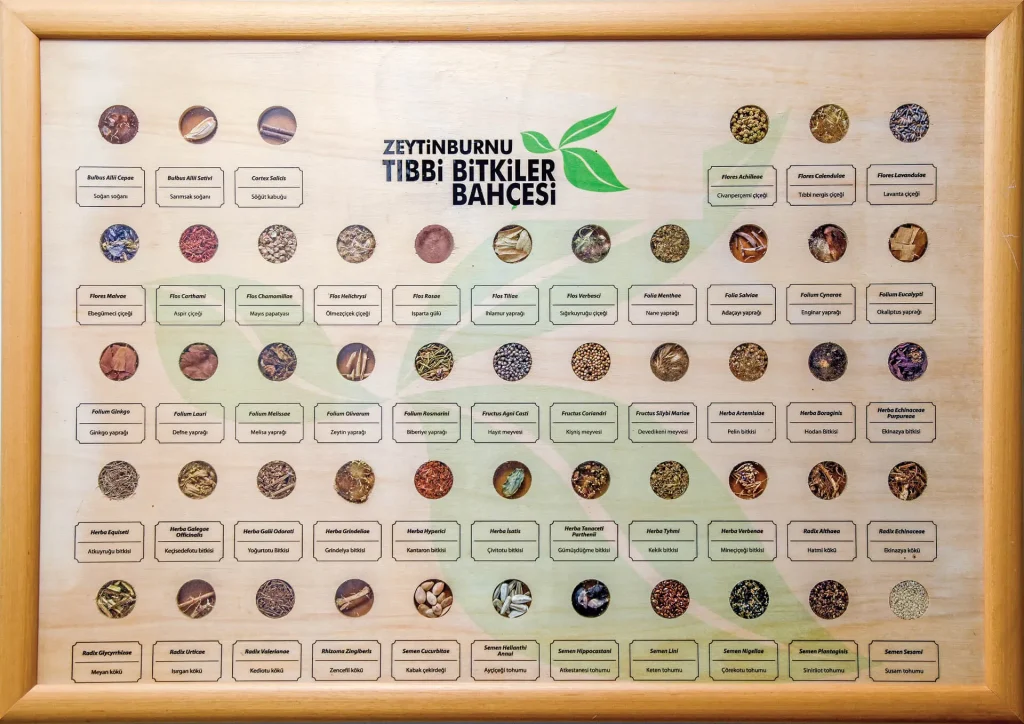 ZEYTiNBURNU
TIBBi BiTKiLER
BAHÇESi
Bulbus Allii Cepae
Soğan soğanı
Bulbus Allii Sativi
Sarımsak soğanı
Cortex Salicis
Söğüt kabuğu
Flores Achilleae
Civanperçemi çiçeği
Flores Calendulae
Tıbbi nergis çiçeği
Flores Lavandulae
Lavanta çiçeği
Flores Malvae
Ebegümeci çiçeği
Flos Carthami
Aspir çiçeği
Flos Chamomillae
Mayıs papatyası
Flos Helichrysi
Ölmezçiçek çiçeği
Flos Rosae
Isparta gülü
Flos Tiliae
Ihlamur yaprağı
Flos Verbasci
Sığırkuyruğu çiçeği
Folia Menthae
Nane yaprağı
Folia Salviae
Adaçayı yaprağı
Folium Cynarae
Enginar yaprağı
Folium Eucalypti
Okaliptus yaprağı
Folium Ginkgo
Ginkgo yaprağı
Folium Lauri
Defne yaprağı
Folium Melissae
Melisa yaprağı
Folium Olivarum
Zeytin yaprağı
Folium Rosmarini
Biberiye yaprağı
Fructus Agni Casti
Hayıt meyvesi
Fructus Coriandri
Kişniş meyvesi
Fructus Silybi Mariae
Devedikeni meyvesi
Herba Artemisiae
Pelin bitkisi
Herba Boraginis
Hodan Bitkisi
Herba Echinaceae
Purpureae
Ekinazya bitkisi
Herba Equiseti
Atkuyruğu bitkisi
Herba Galegae
Officinalis
Keçisedefotu bitkisi
Herba Galii Odorati
Yoğurtotu Bitkisi
Herba Grindeliae
Grindelya bitkisi
Herba Hyperici
Kantaron bitkisi
Herba İsatis
Çivitotu bitkisi
Herba Tanaceti
Parthenii
Gümüşdüğme bitkisi
Herba Tyhmi
Kekik bitkisi
Herba Verbenae
Mineçiçeği bitkisi
Radix Althaea
Hatmi kökü
Radix Echinaceae
Ekinazya kökü
Radix Glycyrrhizae
Meyan kökü
Radix Urticae
Isırgan kökü
Radix Valerianae
Kediotu kökü
Rhizoma Zingiberis
Zencefil kökü
Semen Cucurbitae
Kabak çekirdeği
Semen Helianthi
Annui
Ayçiçeği tohumu
Semen Hippocastani
Atkestanesi tohumu
Semen Lini
Keten tohumu
Semen Nigellae
Çörekotu tohumu
Semen Plantaginis
Sinirliot tohumu
Semen Sesami
Susam tohumu